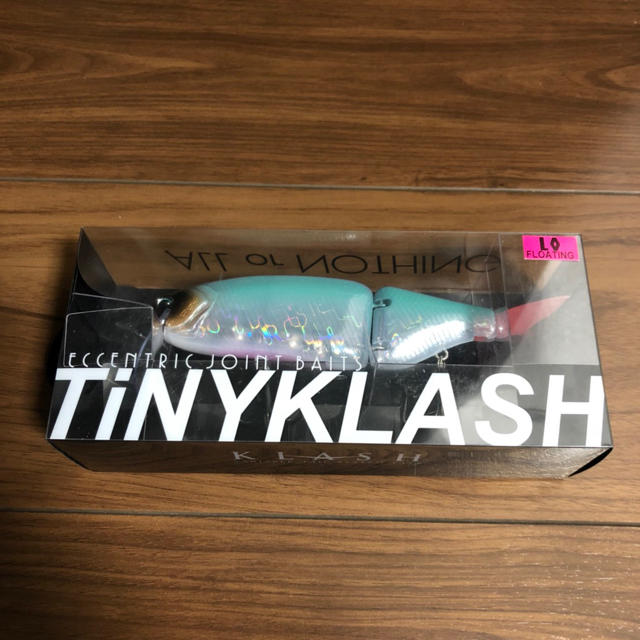 LO
FLOATING
ALL or NOTHING
ECCENTRIC JOINT BAITS
TiNYKLASH
KLASH